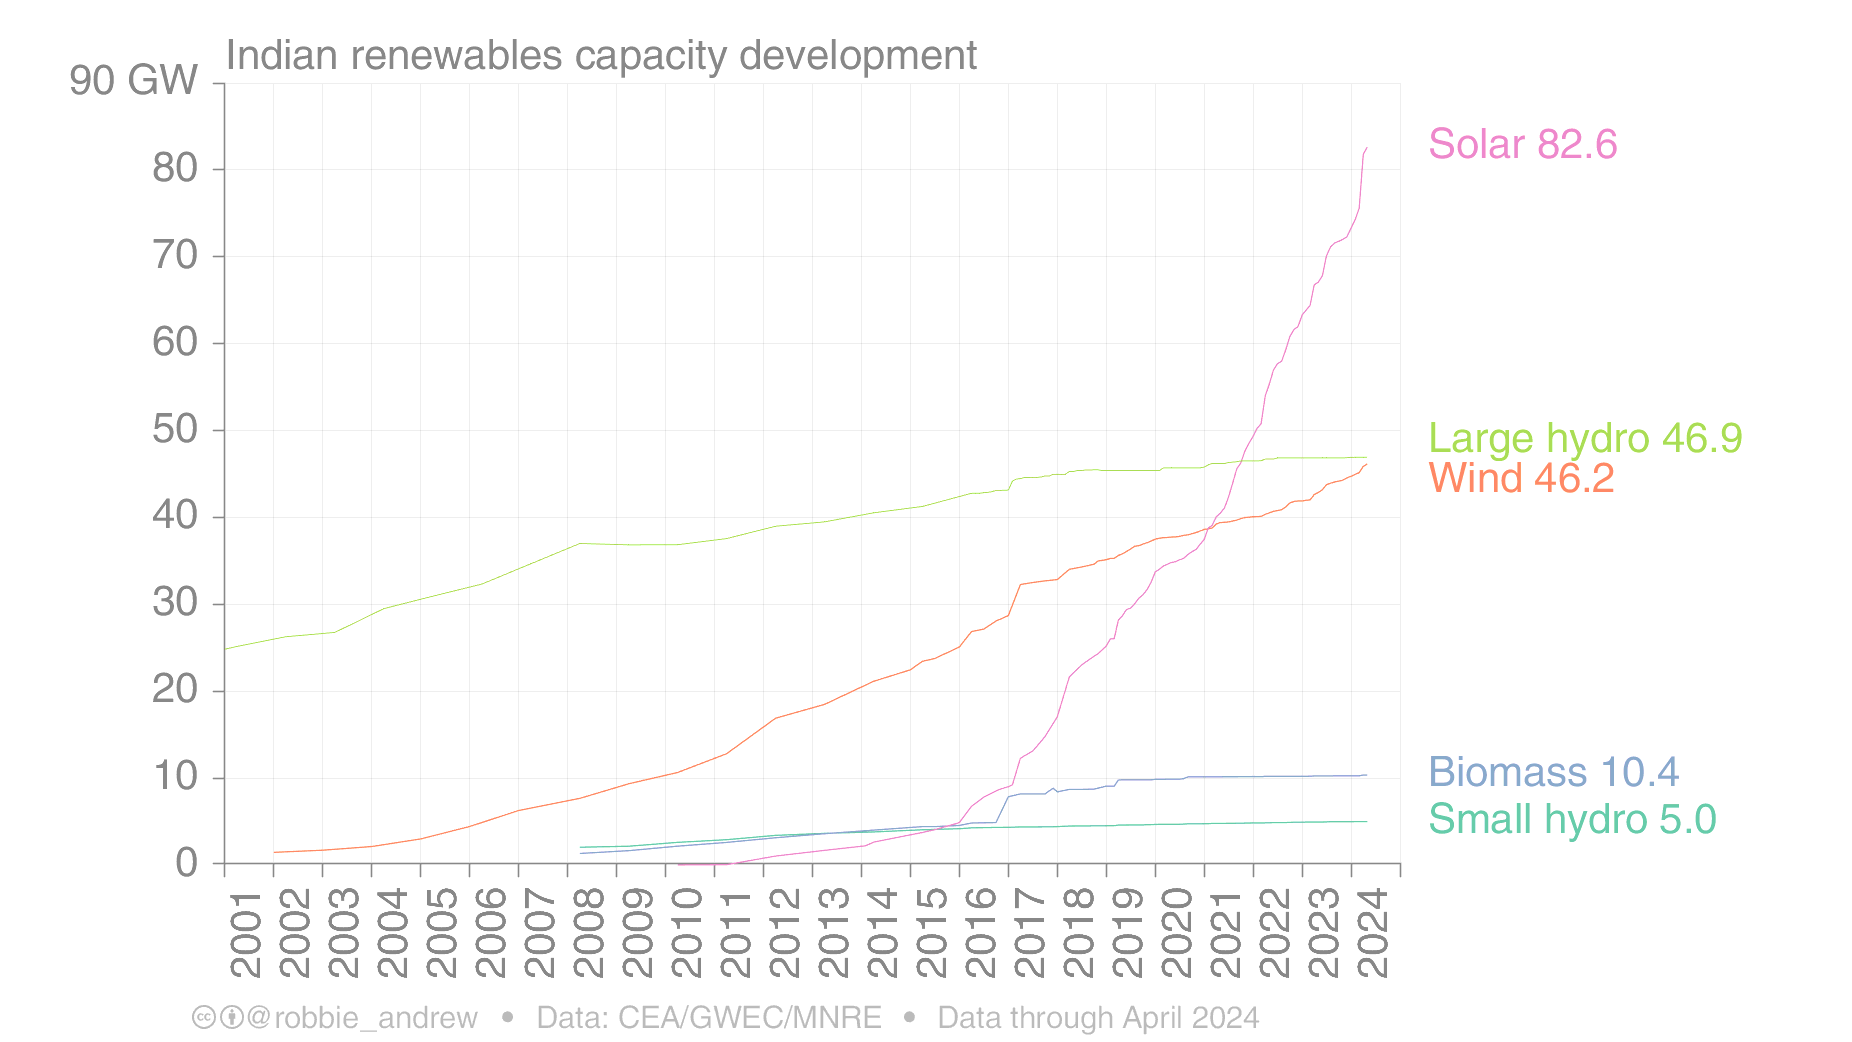 Indian renewables capacity development
90 GW
80
70
60
50
40
30
20
10
0
Solar 82.6
Large hydro 46.9
Wind 46.2
Biomass 10.4
Small hydro 5.0
2001 2002 2003 2004 2005 2006 2007 2008 2009 2010 2011 2012 2013 2014 2015 2016 2017 2018 2019 2020 2021 2022 2023 2024
cc @robbie_andrew • Data: CEA/GWEC/MNRE • Data through April 2024